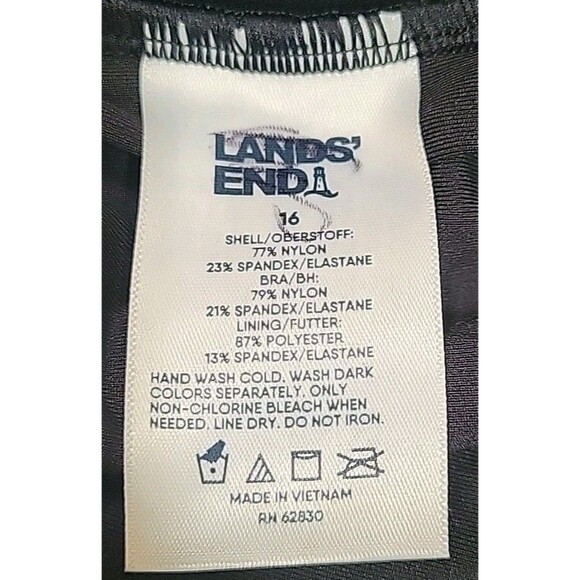 LANDS'
END
16
SHELL/OBERSTOFF:
77% NYLON
23% SPANDEX/ELASTANE
BRA/BH:
79% NYLON
21% SPANDEX/ELASTANE
LINING/FUTTER:
87% POLYESTER
13% SPANDEX/ELASTANE
HAND WASH COLD. WASH DARK
COLORS SEPARATELY. ONLY
NON-CHLORINE BLEACH WHEN
NEEDED. LINE DRY. DO NOT IRON.
MADE IN VIETNAM
RN 62830